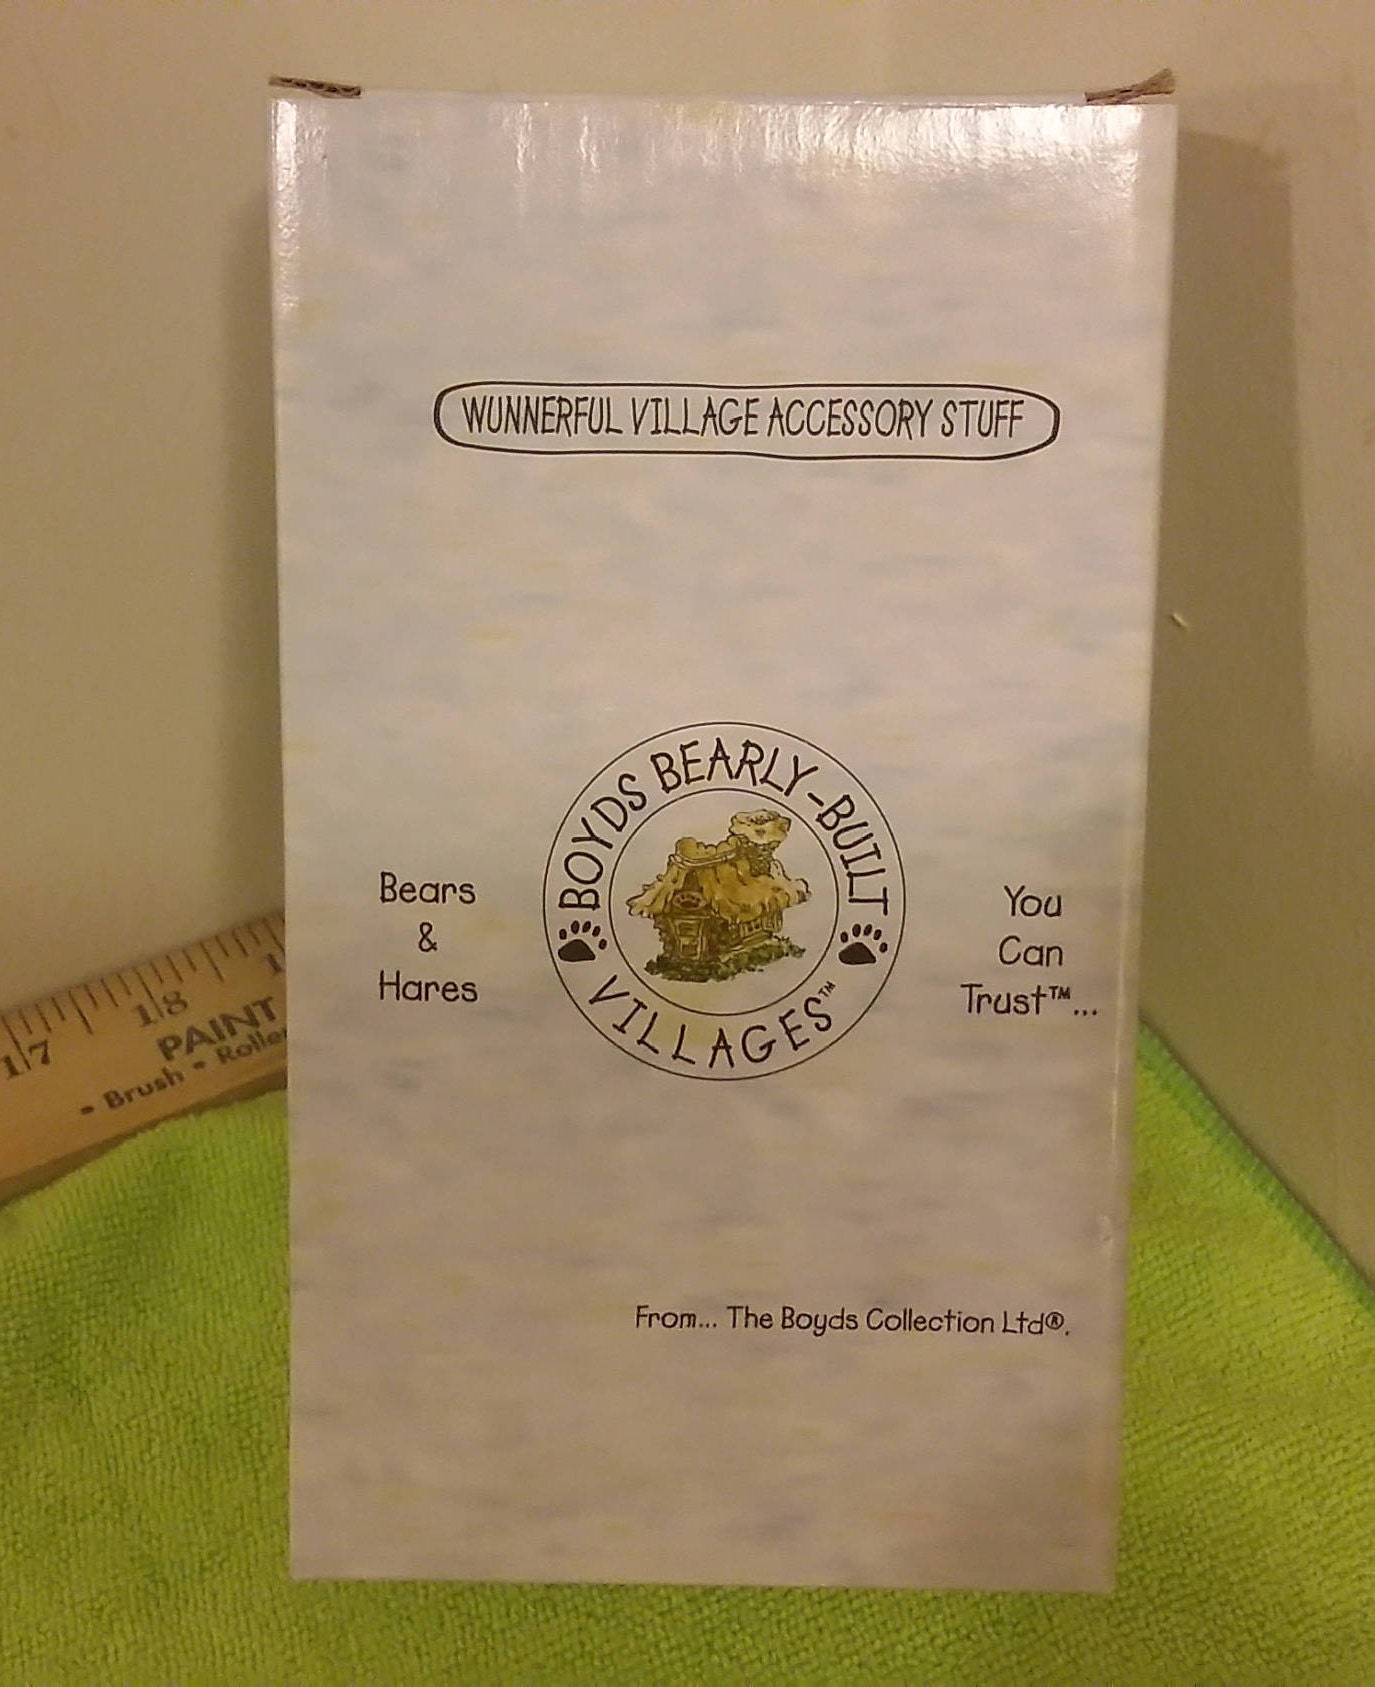 WUNNERFUL VILLAGE ACCESSORY STUFF
BOYDS BEARLY-BUILT
VILLAGES™
Bears
&
Hares
You
Can
Trust™...
From... The Boyds Collection Ltd®.
17
18
PAINT
• Brush • Rolle